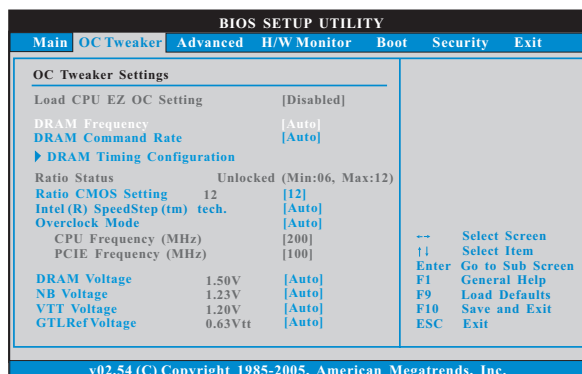 BIOS SETUP UTILITY
Main OC Tweaker Advanced H/W Monitor Boot Security Exit
OC Tweaker Settings
Load CPU EZ OC Setting [Disabled]
DRAM Frequency [Auto]
DRAM Command Rate [Auto]
DRAM Timing Configuration
Ratio Status Unlocked (Min:06, Max:12)
Ratio CMOS Setting 12 [12]
Intel (R) SpeedStep (tm) tech. [Auto]
Overclock Mode [Auto]
CPU Frequency (MHz) [200]
PCIE Frequency (MHz) [100]
DRAM Voltage 1.50V [Auto]
NB Voltage 1.23V [Auto]
VTT Voltage 1.20V [Auto]
GTLRef Voltage 0.63Vtt [Auto]
←→ Select Screen
↑↓ Select Item
Enter Go to Sub Screen
F1 General Help
F9 Load Defaults
F10 Save and Exit
ESC Exit
v02.54 (C) Copyright 1985-2005, American Megatrends, Inc.